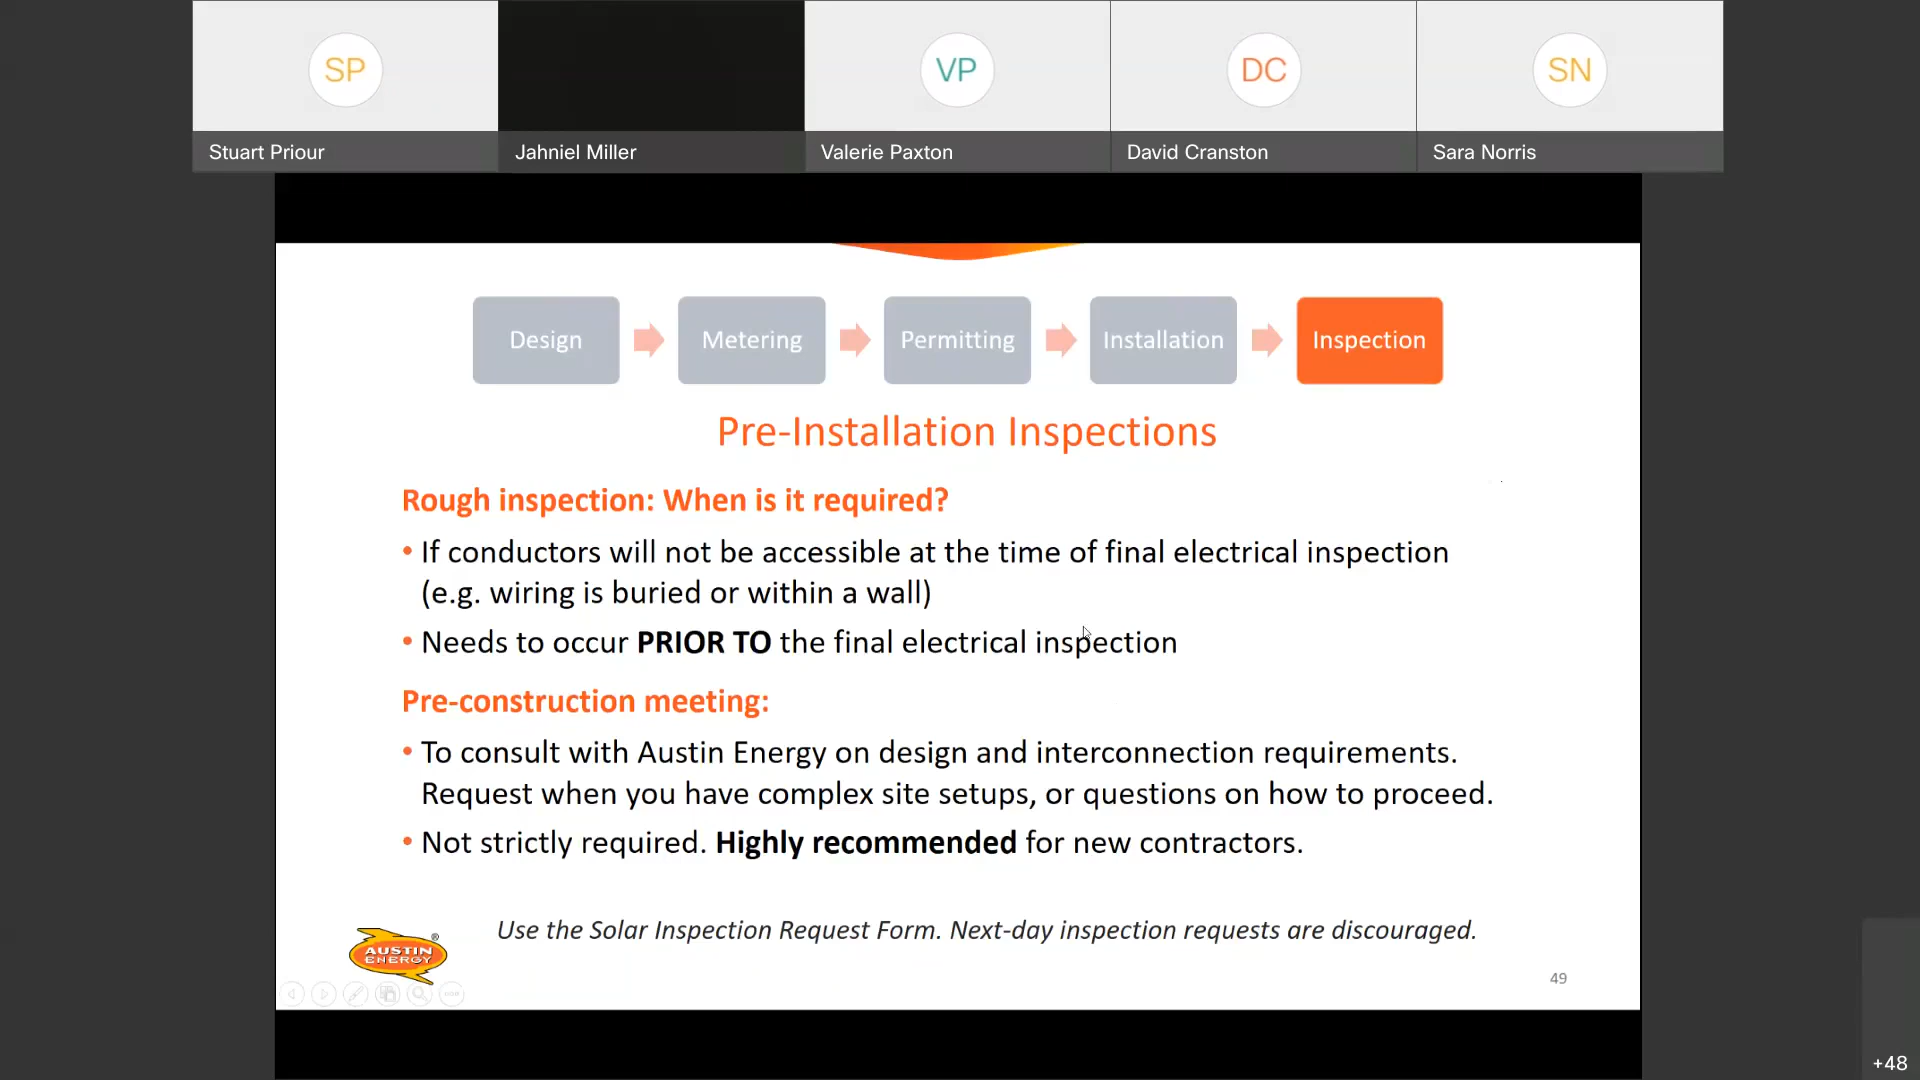 SP
VP
DC
SN
Stuart Priour
Jahniel Miller
Valerie Paxton
David Cranston
Sara Norris
Design
Metering
Permitting
Installation
Inspection
Pre-Installation Inspections
Rough inspection: When is it required?
• If conductors will not be accessible at the time of final electrical inspection
(e.g. wiring is buried or within a wall)
• Needs to occur PRIOR TO the final electrical inspection
Pre-construction meeting:
• To consult with Austin Energy on design and interconnection requirements.
Request when you have complex site setups, or questions on how to proceed.
• Not strictly required. Highly recommended for new contractors.
Use the Solar Inspection Request Form. Next-day inspection requests are discouraged.
AUSTIN
ENERGY
®
49
+48